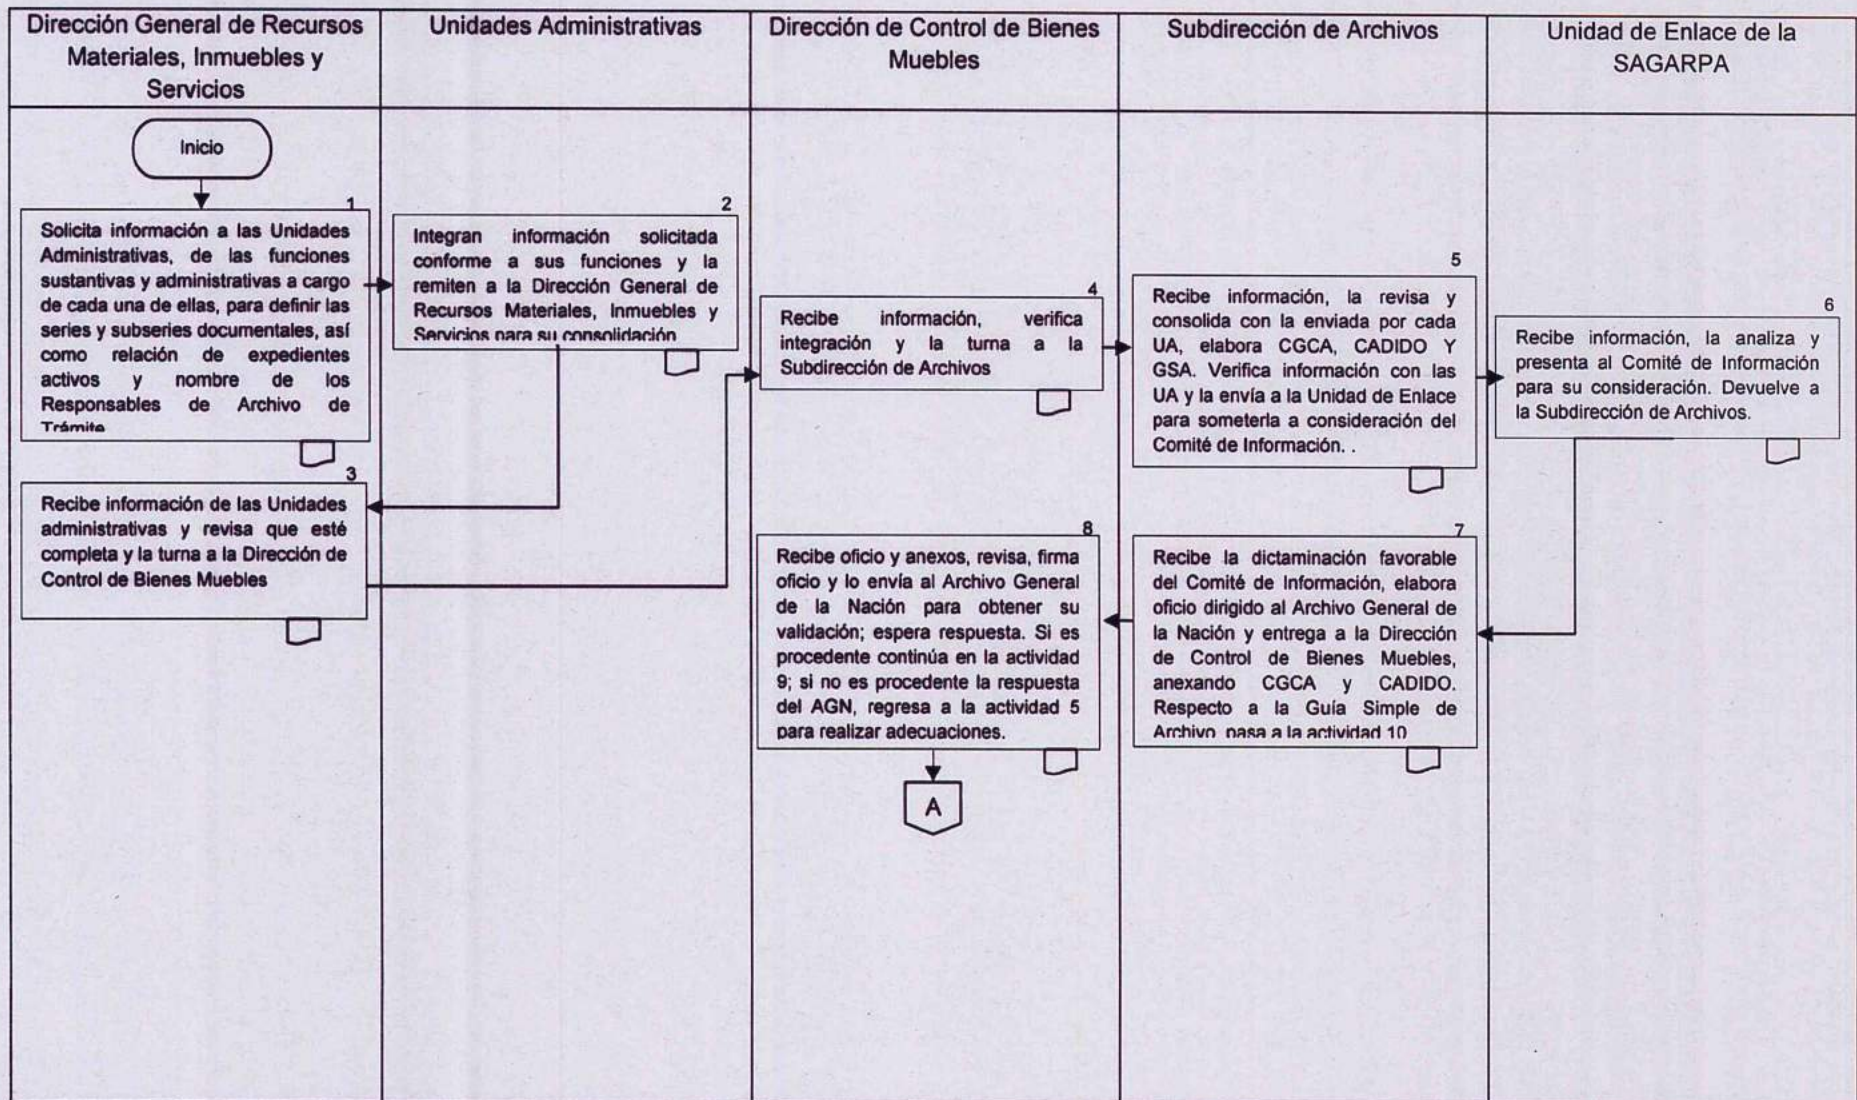 Dirección General de Recursos
Materiales, Inmuebles y
Servicios
Unidades Administrativas
Dirección de Control de Bienes
Muebles
Subdirección de Archivos
Unidad de Enlace de la
SAGARPA
Inicio
1
Solicita información a las Unidades
Administrativas, de las funciones
sustantivas y administrativas a cargo
de cada una de ellas, para definir las
series y subseries documentales, así
como relación de expedientes
activos y nombre de los
Responsables de Archivo de
Trámite
2
Integran información solicitada
conforme a sus funciones y la
remiten a la Dirección General de
Recursos Materiales, Inmuebles y
Servicios para su consolidación
3
Recibe información de las Unidades
administrativas y revisa que esté
completa y la turna a la Dirección de
Control de Bienes Muebles
4
Recibe información, verifica
integración y la turna a la
Subdirección de Archivos
5
Recibe información, la revisa y
consolida con la enviada por cada
UA, elabora CGCA, CADIDO Y
GSA. Verifica información con las
UA y la envía a la Unidad de Enlace
para someterla a consideración del
Comité de Información. .
6
Recibe información, la analiza y
presenta al Comité de Información
para su consideración. Devuelve a
la Subdirección de Archivos.
7
Recibe la dictaminación favorable
del Comité de Información, elabora
oficio dirigido al Archivo General de
la Nación y entrega a la Dirección
de Control de Bienes Muebles,
anexando CGCA y CADIDO.
Respecto a la Guía Simple de
Archivo pasa a la actividad 10
8
Recibe oficio y anexos, revisa, firma
oficio y lo envía al Archivo General
de la Nación para obtener su
validación; espera respuesta. Si es
procedente continúa en la actividad
9; si no es procedente la respuesta
del AGN, regresa a la actividad 5
para realizar adecuaciones.
A